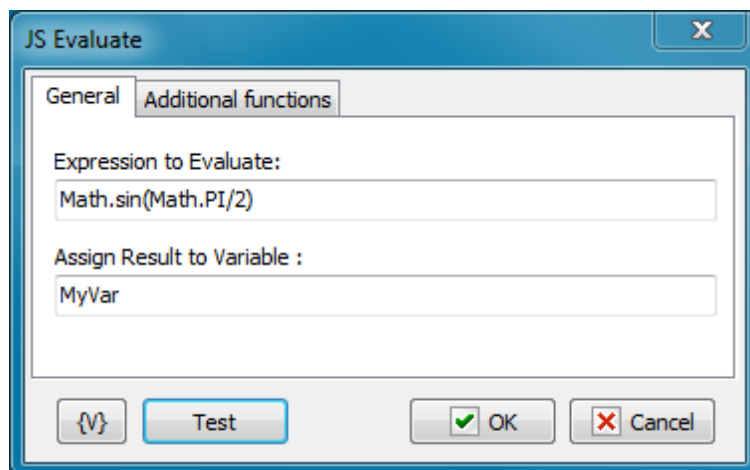 JS Evaluate
General Additional functions
Expression to Evaluate:
Math.sin(Math.PI/2)
Assign Result to Variable :
MyVar
{V} Test OK Cancel